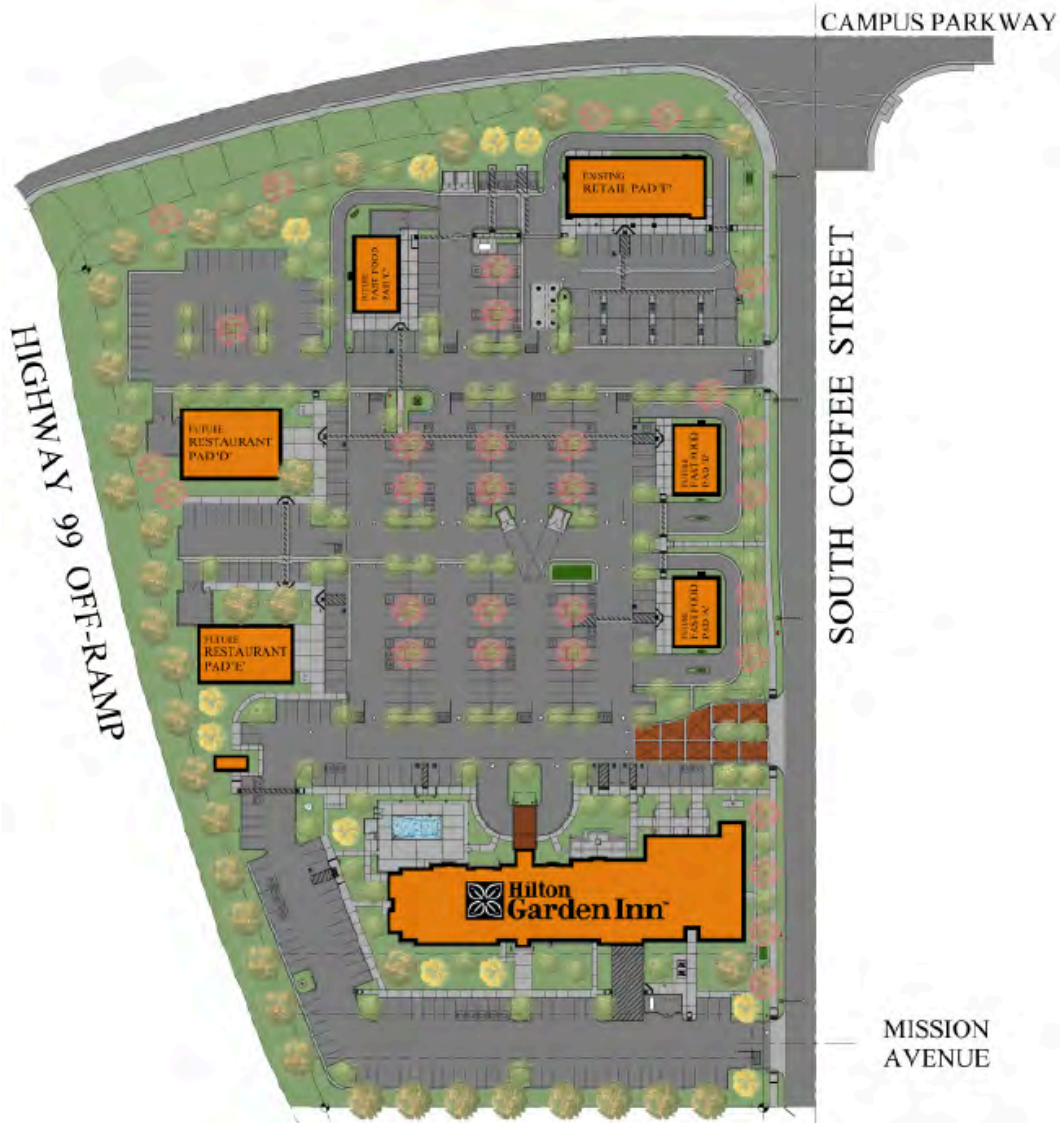 CAMPUS PARKWAY
EXISTING
RETAIL PAD 'F'
FUTURE
FAST FOOD
PAD 'C'
SOUTH COFFEE STREET
HIGHWAY 99 OFF-RAMP
FUTURE
RESTAURANT
PAD 'D'
FUTURE
FAST FOOD
PAD 'B'
FUTURE
FAST FOOD
PAD 'A'
FUTURE
RESTAURANT
PAD 'E'
Hilton
Garden Inn™
MISSION
AVENUE